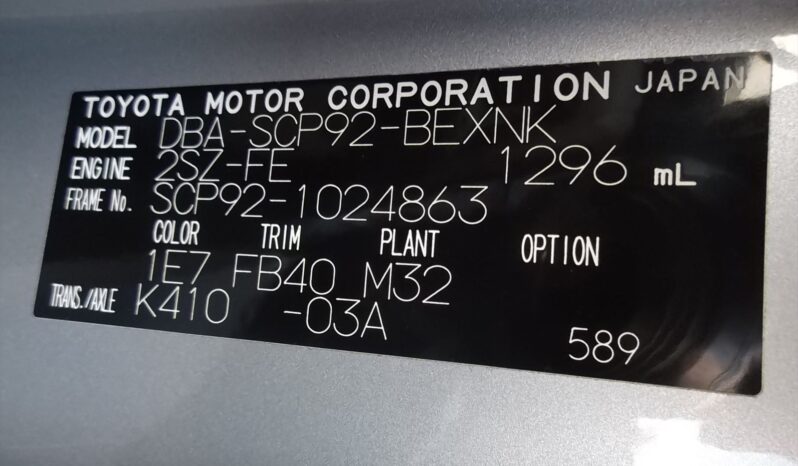 TOYOTA MOTOR CORPORATION JAPAN
MODEL DBA-SCP92-BEXNK
ENGINE 2SZ-FE 1296 mL
FRAME No. SCP92-1024863
COLOR TRIM PLANT OPTION
1E7 FB40 M32
TRANS./AXLE K410 -03A
589